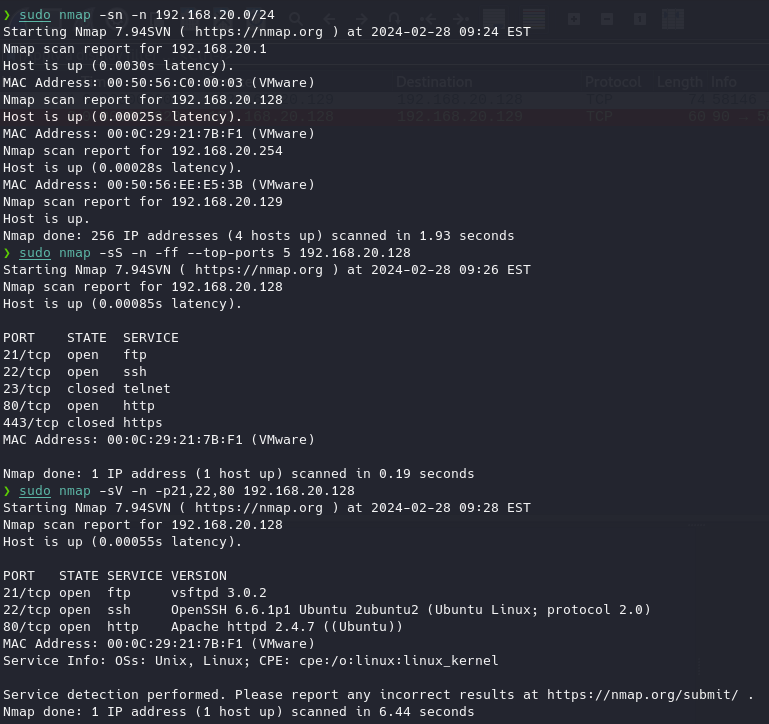 ❯ sudo nmap -sn -n 192.168.20.0/24
Starting Nmap 7.94SVN ( https://nmap.org ) at 2024-02-28 09:24 EST
Nmap scan report for 192.168.20.1
Host is up (0.0030s latency).
Destination Protocol Length Info
MAC Address: 00:50:56:C0:00:03 (VMware)
Nmap scan report for 192.168.20.128
Host is up (0.00025s latency).
192.168.20.129 TCP
MAC Address: 00:0C:29:21:7B:F1 (VMware)
Nmap scan report for 192.168.20.254
Host is up (0.00028s latency).
MAC Address: 00:50:56:EE:E5:3B (VMware)
Nmap scan report for 192.168.20.129
Host is up.
Nmap done: 256 IP addresses (4 hosts up) scanned in 1.93 seconds
❯ sudo nmap -sS -n -ff --top-ports 5 192.168.20.128
Starting Nmap 7.94SVN ( https://nmap.org ) at 2024-02-28 09:26 EST
Nmap scan report for 192.168.20.128
Host is up (0.00085s latency).
PORT STATE SERVICE
21/tcp open ftp
22/tcp open ssh
23/tcp closed telnet
80/tcp open http
443/tcp closed https
MAC Address: 00:0C:29:21:7B:F1 (VMware)
Nmap done: 1 IP address (1 host up) scanned in 0.19 seconds
❯ sudo nmap -sV -n -p21,22,80 192.168.20.128
Starting Nmap 7.94SVN ( https://nmap.org ) at 2024-02-28 09:28 EST
Nmap scan report for 192.168.20.128
Host is up (0.00055s latency).
PORT STATE SERVICE VERSION
21/tcp open ftp vsftpd 3.0.2
22/tcp open ssh OpenSSH 6.6.1p1 Ubuntu 2ubuntu2 (Ubuntu Linux; protocol 2.0)
80/tcp open http Apache httpd 2.4.7 ((Ubuntu))
MAC Address: 00:0C:29:21:7B:F1 (VMware)
Service Info: OSs: Unix, Linux; CPE: cpe:/o:linux:linux_kernel
Service detection performed. Please report any incorrect results at https://nmap.org/submit/ .
Nmap done: 1 IP address (1 host up) scanned in 6.44 seconds